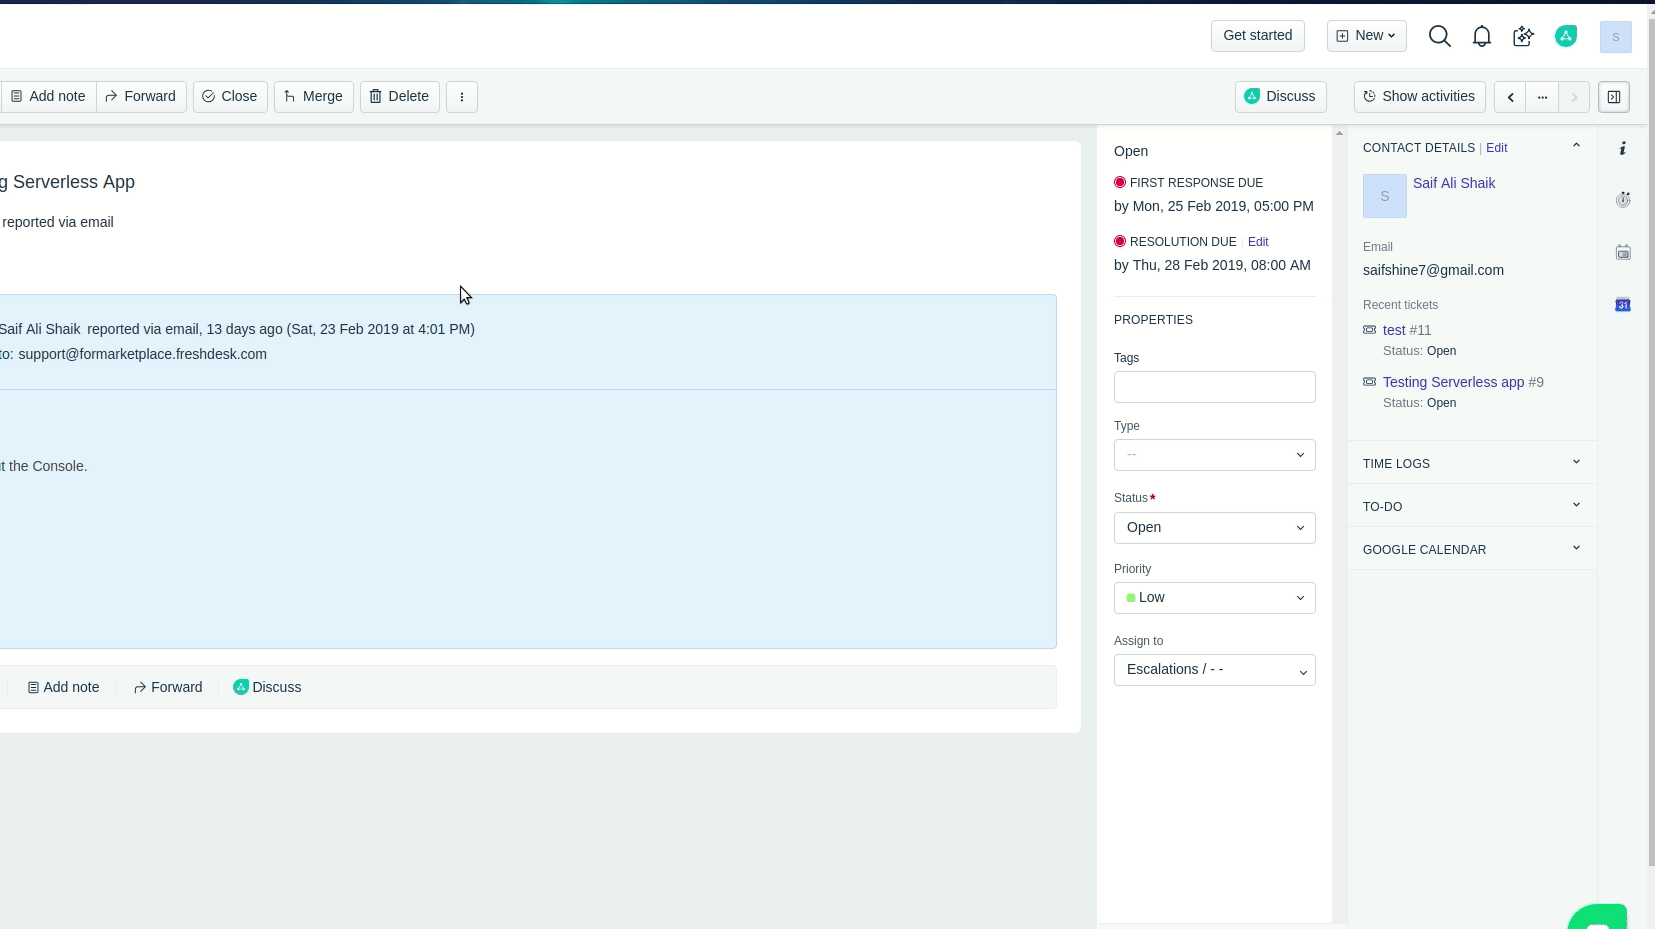 Get started
New
S
Add note
Forward
Close
Merge
Delete
Discuss
Show activities
g Serverless App
reported via email
Saif Ali Shaik reported via email, 13 days ago (Sat, 23 Feb 2019 at 4:01 PM)
to: support@formarketplace.freshdesk.com
t the Console.
Add note
Forward
Discuss
Open
FIRST RESPONSE DUE
by Mon, 25 Feb 2019, 05:00 PM
RESOLUTION DUE Edit
by Thu, 28 Feb 2019, 08:00 AM
PROPERTIES
Tags
Type
--
Status*
Open
Priority
Low
Assign to
Escalations / - -
CONTACT DETAILS | Edit
S
Saif Ali Shaik
Email
saifshine7@gmail.com
Recent tickets
test #11
Status: Open
Testing Serverless app #9
Status: Open
TIME LOGS
TO-DO
GOOGLE CALENDAR
i
31